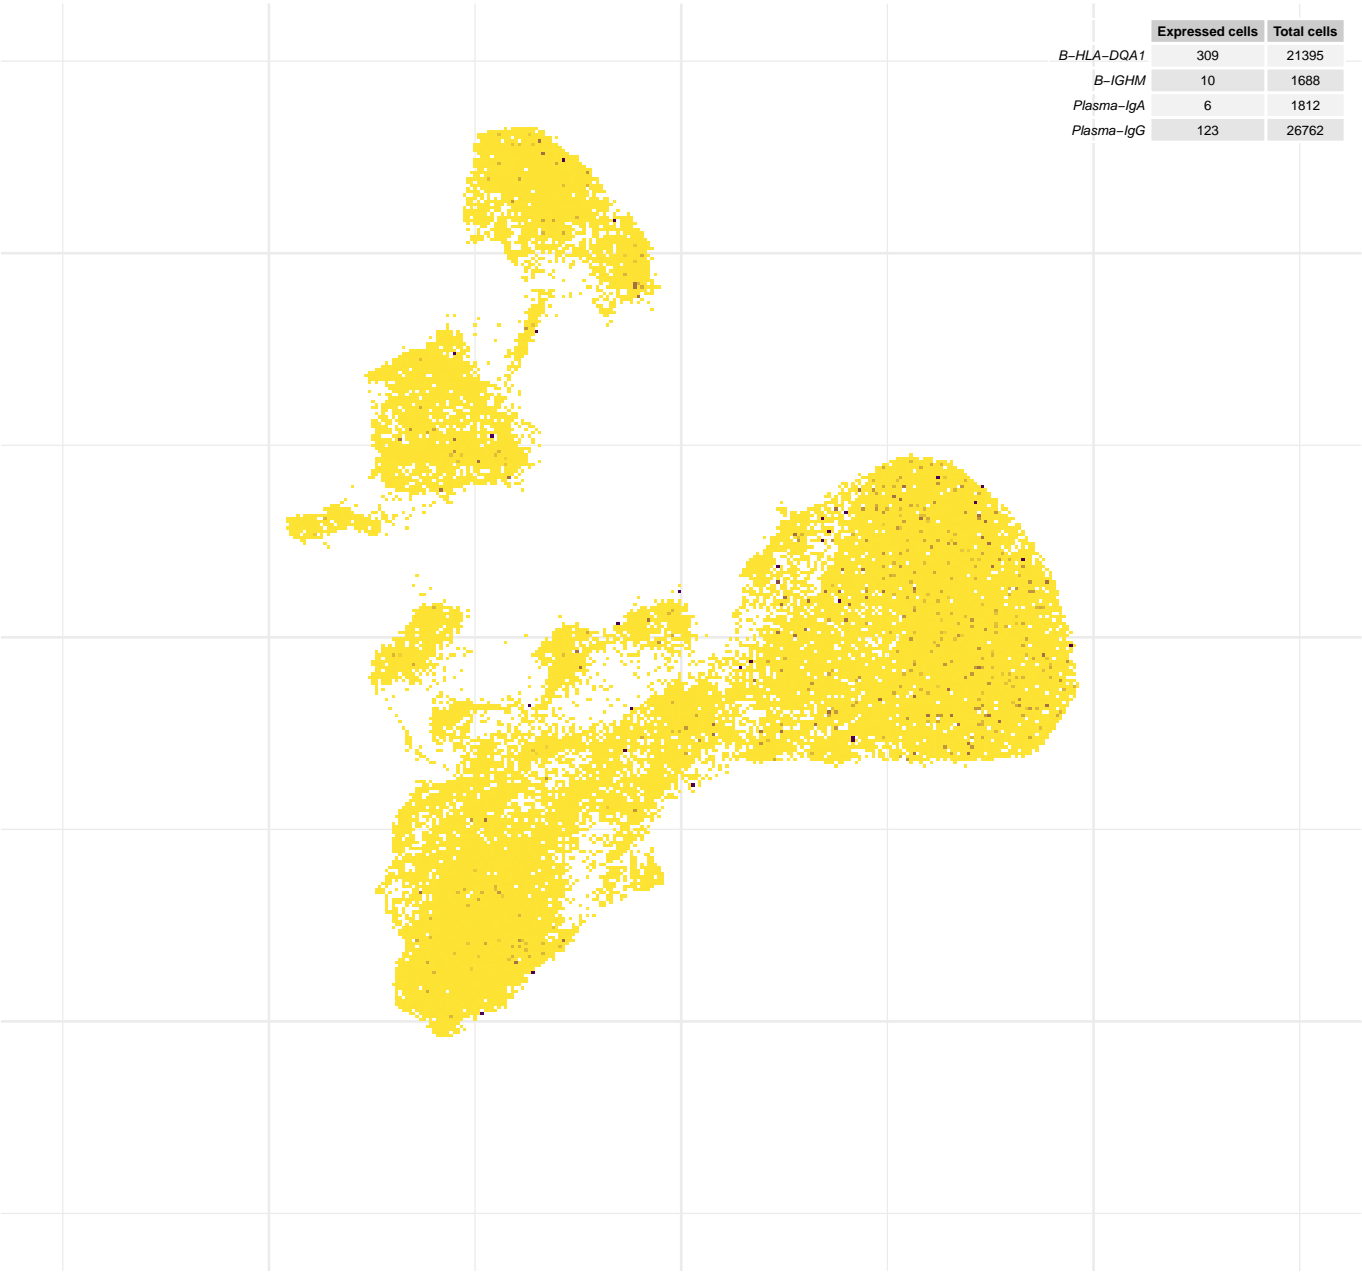 Expressed cells Total cells
B−HLA−DQA1 309 21395
B−IGHM 10 1688
Plasma−IgA 6 1812
Plasma−IgG 123 26762